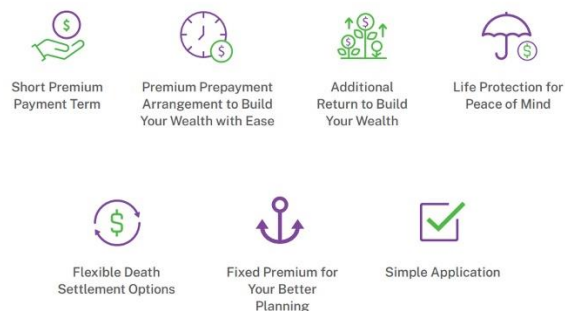 Short Premium
Payment Term
Premium Prepayment
Arrangement to Build
Your Wealth with Ease
Additional
Return to Build
Your Wealth
Life Protection for
Peace of Mind
Flexible Death
Settlement Options
Fixed Premium for
Your Better
Planning
Simple Application